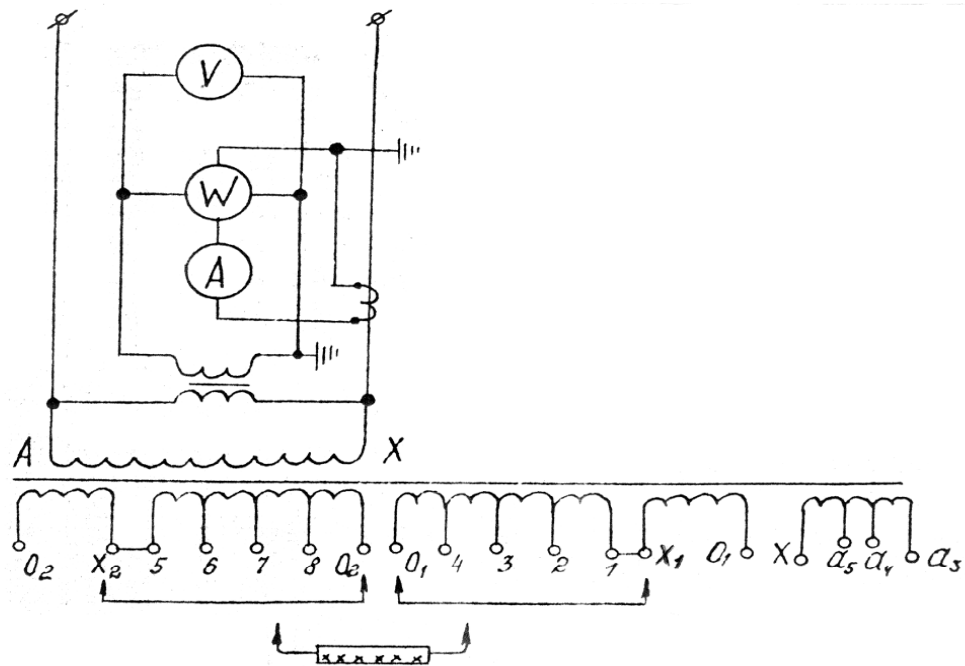 V
W
A
A X
O₂ X₂ 5 6 7 8 O₂ O₁ 4 3 2 1 X₁ O₁ X a₅ a₄ a₃